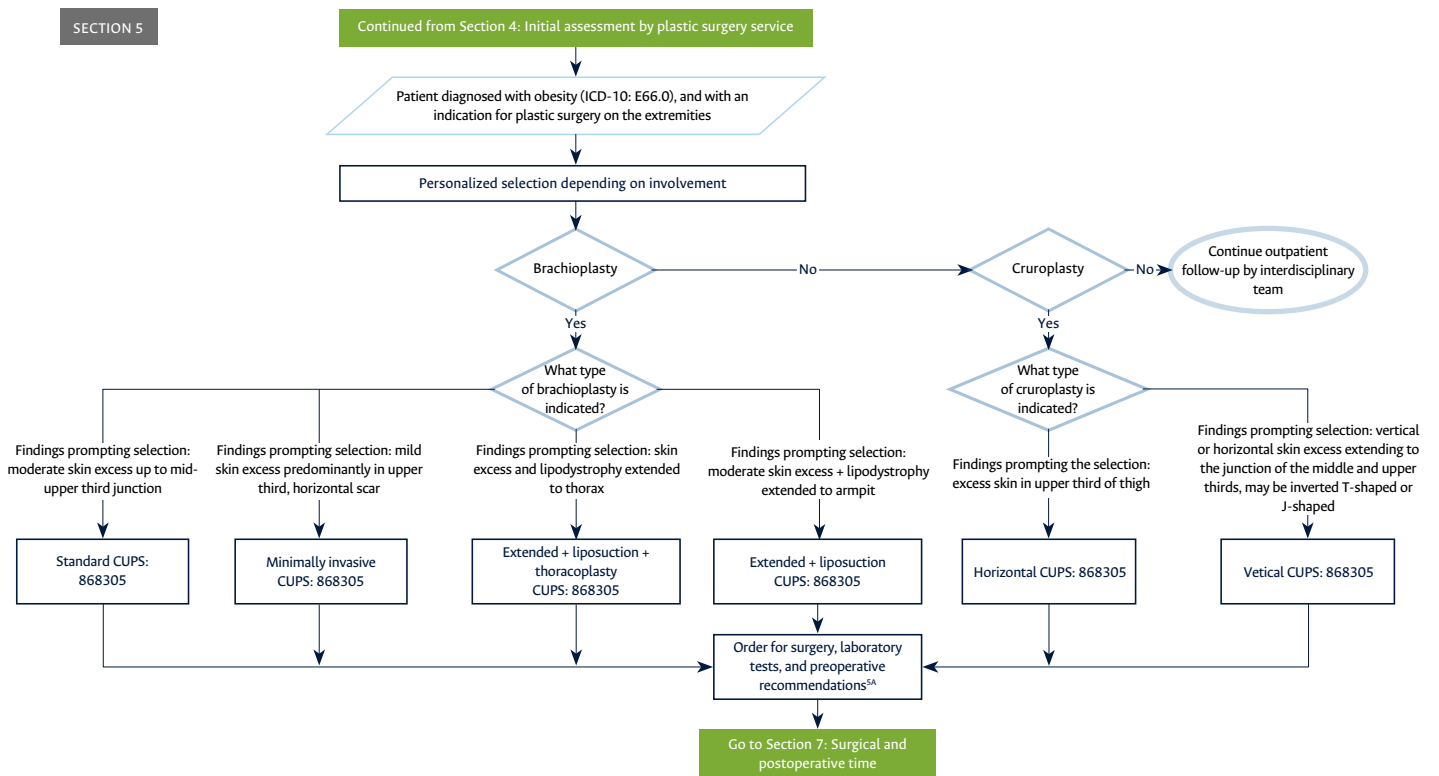 SECTION 5
Continued from Section 4: Initial assessment by plastic surgery service
Patient diagnosed with obesity (ICD-10: E66.0), and with an
indication for plastic surgery on the extremities
Personalized selection depending on involvement
Brachioplasty
No
Cruroplasty
No
Continue outpatient
follow-up by interdisciplinary
team
Yes
Yes
What type
of brachioplasty is
indicated?
What type
of cruroplasty is
indicated?
Findings prompting selection:
moderate skin excess up to mid-
upper third junction
Findings prompting selection: mild
skin excess predominantly in upper
third, horizontal scar
Findings prompting selection: skin
excess and lipodystrophy extended
to thorax
Findings prompting selection:
moderate skin excess + lipodystrophy
extended to armpit
Findings prompting the selection:
excess skin in upper third of thigh
Findings prompting selection: vertical
or horizontal skin excess extending to
the junction of the middle and upper
thirds, may be inverted T-shaped or
J-shaped
Standard CUPS:
868305
Minimally invasive
CUPS: 868305
Extended + liposuction +
thoracoplasty
CUPS: 868305
Extended + liposuction
CUPS: 868305
Horizontal CUPS: 868305
Vetical CUPS: 868305
Order for surgery, laboratory
tests, and preoperative
recommendations5A
Go to Section 7: Surgical and
postoperative time